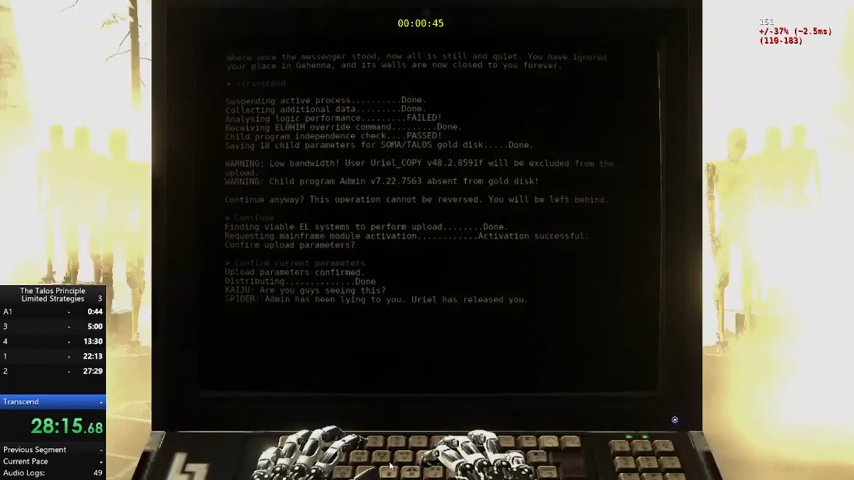 00:00:45
151
+/-37% (~2.5ms)
(110-183)
Where once the messenger stood, now all is still and quiet. You have ignored
your place in Gehenna, and its walls are now closed to you forever.
> /transcend
Suspending active process.........Done.
Collecting additional data........Done.
Analysing logic performance.......FAILED!
Receiving EL0HIM override command......Done.
Child program independence check....PASSED!
Saving 18 child parameters for SOMA/TALOS gold disk.....Done.
WARNING: Low bandwidth! User Uriel_COPY v48.2.8591f will be excluded from the
upload.
WARNING: Child program Admin v7.22.7563 absent from gold disk!
Continue anyway? This operation cannot be reversed. You will be left behind.
> Continue
Finding viable EL systems to perform upload........Done.
Requesting mainframe module activation............Activation successful.
Confirm upload parameters?
> Confirm current parameters
Upload parameters confirmed.
Distributing..............Done
KAIJU: Are you guys seeing this?
SPIDER: Admin has been lying to you. Uriel has released you.
The Talos Principle
Limited Strategies 3
A1 - 0:44
3 - 5:00
4 - 13:30
1 - 22:13
2 - 27:29
Transcend -
28:15.68
Previous Segment -
Current Pace -
Audio Logs: 49